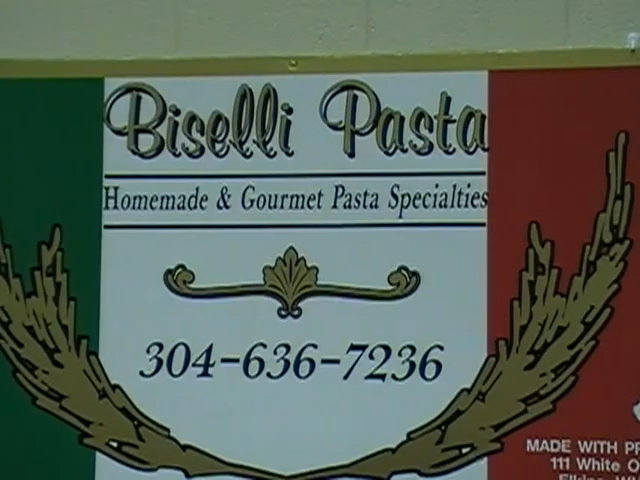 Biselli Pasta
Homemade & Gourmet Pasta Specialties
304-636-7236
MADE WITH
111 White